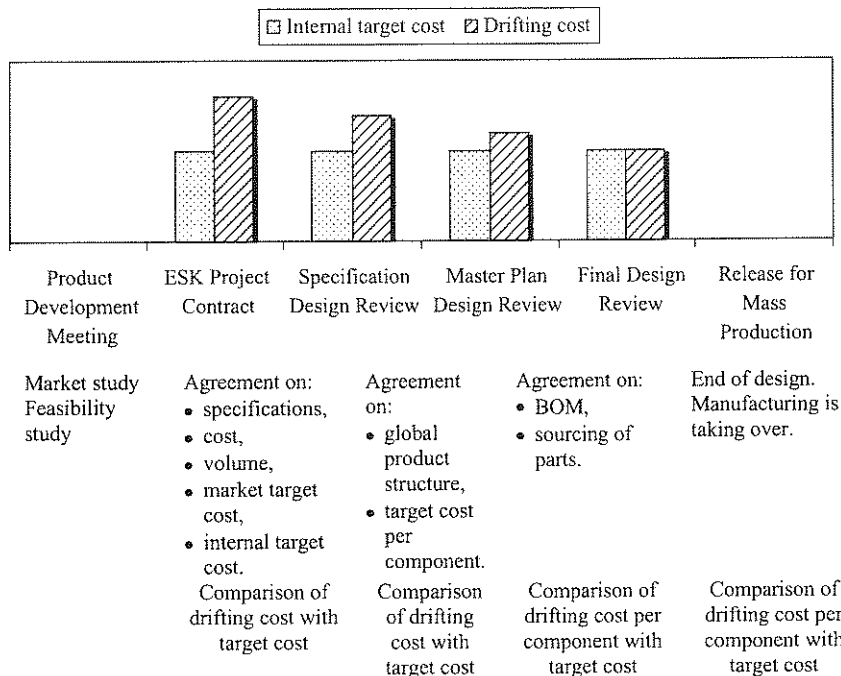 Internal target cost Drifting cost
Product
Development
Meeting
ESK Project
Contract
Specification
Design Review
Master Plan
Design Review
Final Design
Review
Release for
Mass
Production
Market study
Feasibility
study
Agreement on:
• specifications,
• cost,
• volume,
• market target
cost,
• internal target
cost.
Comparison of
drifting cost with
target cost
Agreement
on:
• global
product
structure,
• target cost
per
component.
Comparison
of drifting
cost with
target cost
Agreement on:
• BOM,
• sourcing of
parts.
Comparison of
drifting cost per
component with
target cost
End of design.
Manufacturing is
taking over.
Comparison of
drifting cost per
component with
target cost